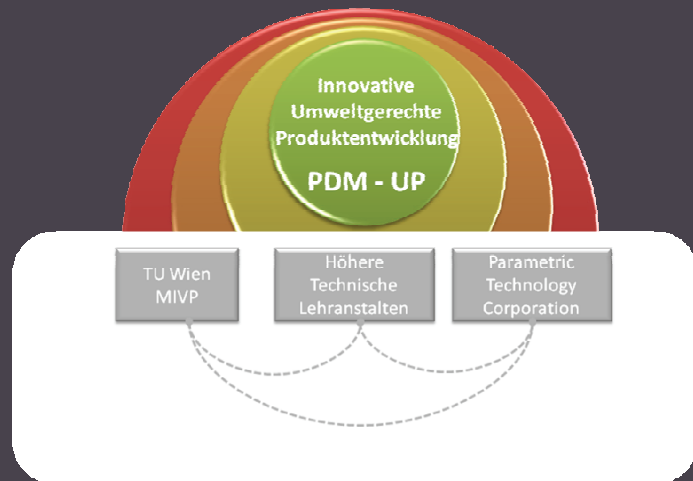 Innovative
Umweltgerechte
Produktentwicklung
PDM - UP
TU Wien
MIVP
Höhere
Technische
Lehranstalten
Parametric
Technology
Corporation